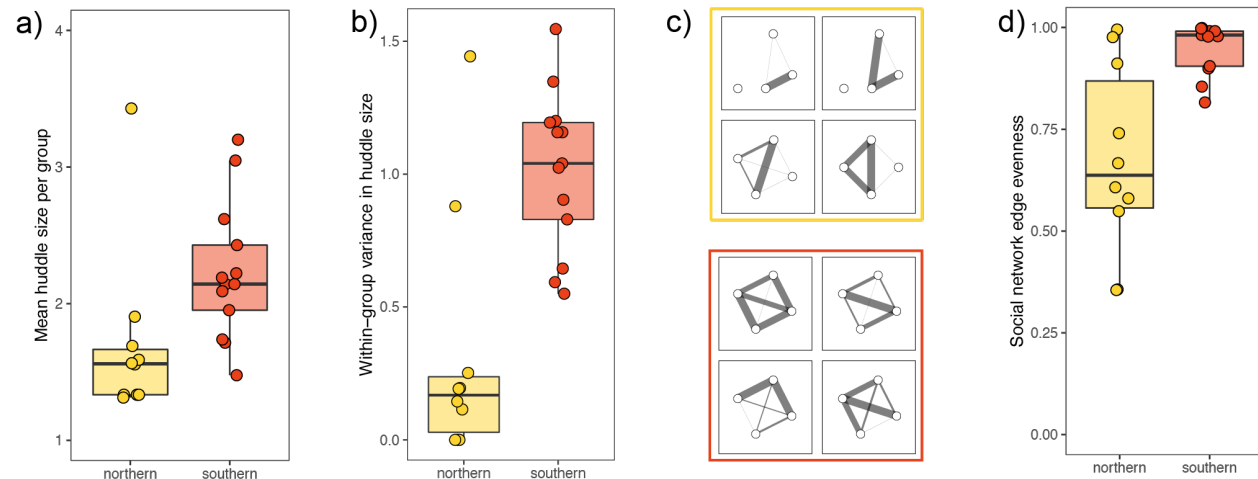 a)
Mean huddle size per group
4
3
2
1
northern southern
b)
Within-group variance in huddle size
1.5
1.0
0.5
0.0
northern southern
c)
d)
Social network edge evenness
1.00
0.75
0.50
0.25
0.00
northern southern